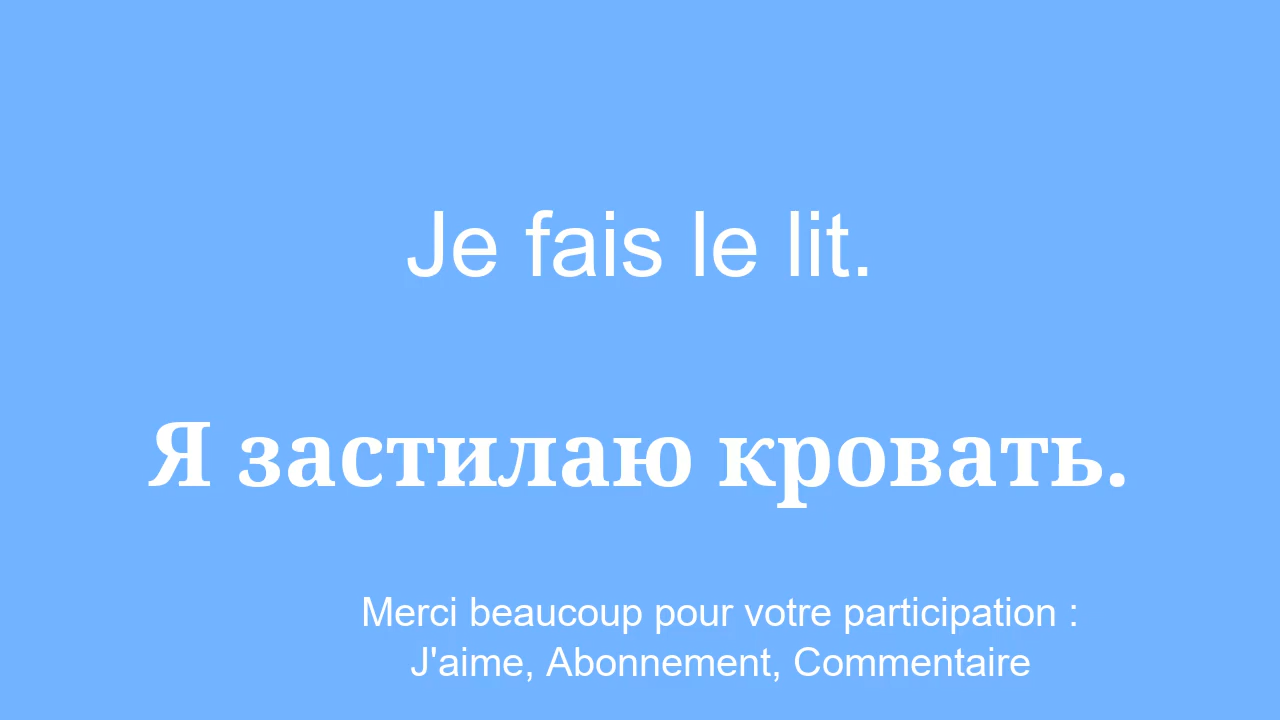 Je fais le lit.
Я застилаю кровать.
Merci beaucoup pour votre participation :
J'aime, Abonnement, Commentaire